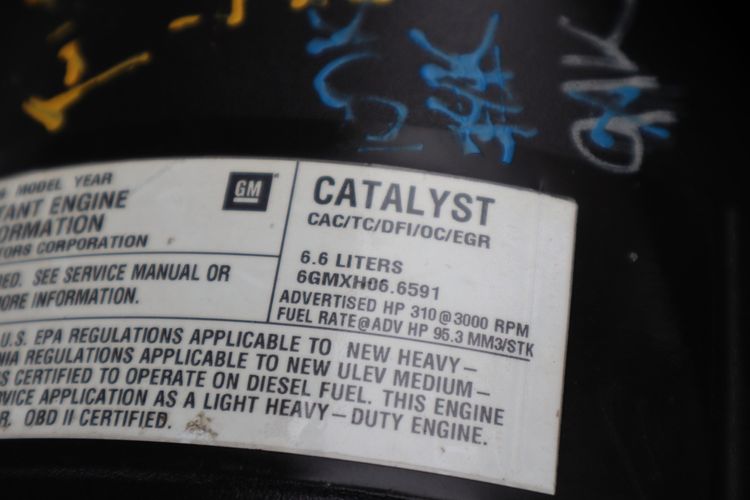 MODEL YEAR
TANT ENGINE
ORMATION
TORS CORPORATION
GM
CATALYST
CAC/TC/DFI/OC/EGR
6.6 LITERS
6GMXH06.6591
ADVERTISED HP 310@3000 RPM
FUEL RATE@ADV HP 95.3 MM3/STK
DED. SEE SERVICE MANUAL OR
ORE INFORMATION.
U.S. EPA REGULATIONS APPLICABLE TO NEW HEAVY—
NIA REGULATIONS APPLICABLE TO NEW ULEV MEDIUM—
S CERTIFIED TO OPERATE ON DIESEL FUEL. THIS ENGINE
VICE APPLICATION AS A LIGHT HEAVY—DUTY ENGINE.
R. OBD II CERTIFIED.